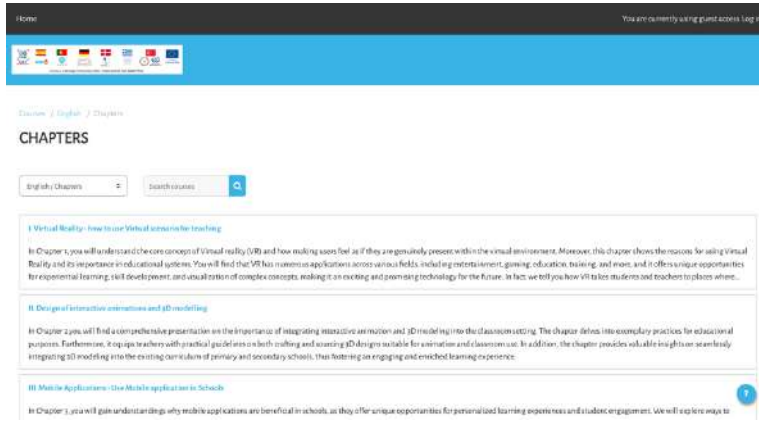 Home
You are currently using guest access Log in
Courses / English / Chapters
CHAPTERS
English / Chapters
Search courses
I. Virtual Reality - how to use Virtual scenario for teaching
In Chapter 1, you will understand the core concept of Virtual reality (VR) and how making users feel as if they are genuinely present within the virtual environment. Moreover, this chapter shows the reasons for using Virtual
Reality and its importance in educational systems. You will find that VR has numerous applications across various fields, including entertainment, gaming, education, training, and more, and it offers unique opportunities
for experiential learning, skill development, and visualization of complex concepts, making it an exciting and promising technology for the future. In fact we tell you how VR takes students and teachers to places where...
II. Design of interactive animations and 3D modelling
In Chapter 2 you will find a comprehensive presentation on the importance of integrating interactive animation and 3D modeling into the classroom setting. The chapter delves into exemplary practices for educational
purposes. Furthermore, it equips teachers with practical guidelines on both crafting and sourcing 3D designs suitable for animation and classroom use. In addition, the chapter provides valuable insights on seamlessly
integrating 3D modeling into the existing curriculum of primary and secondary schools, thus fostering an engaging and enriched learning experience.
III. Mobile Applications - Use Mobile application in Schools
In Chapter 3, you will gain understandings why mobile applications are beneficial in schools, as they offer unique opportunities for personalized learning experiences and student engagement. We will explore ways to
?